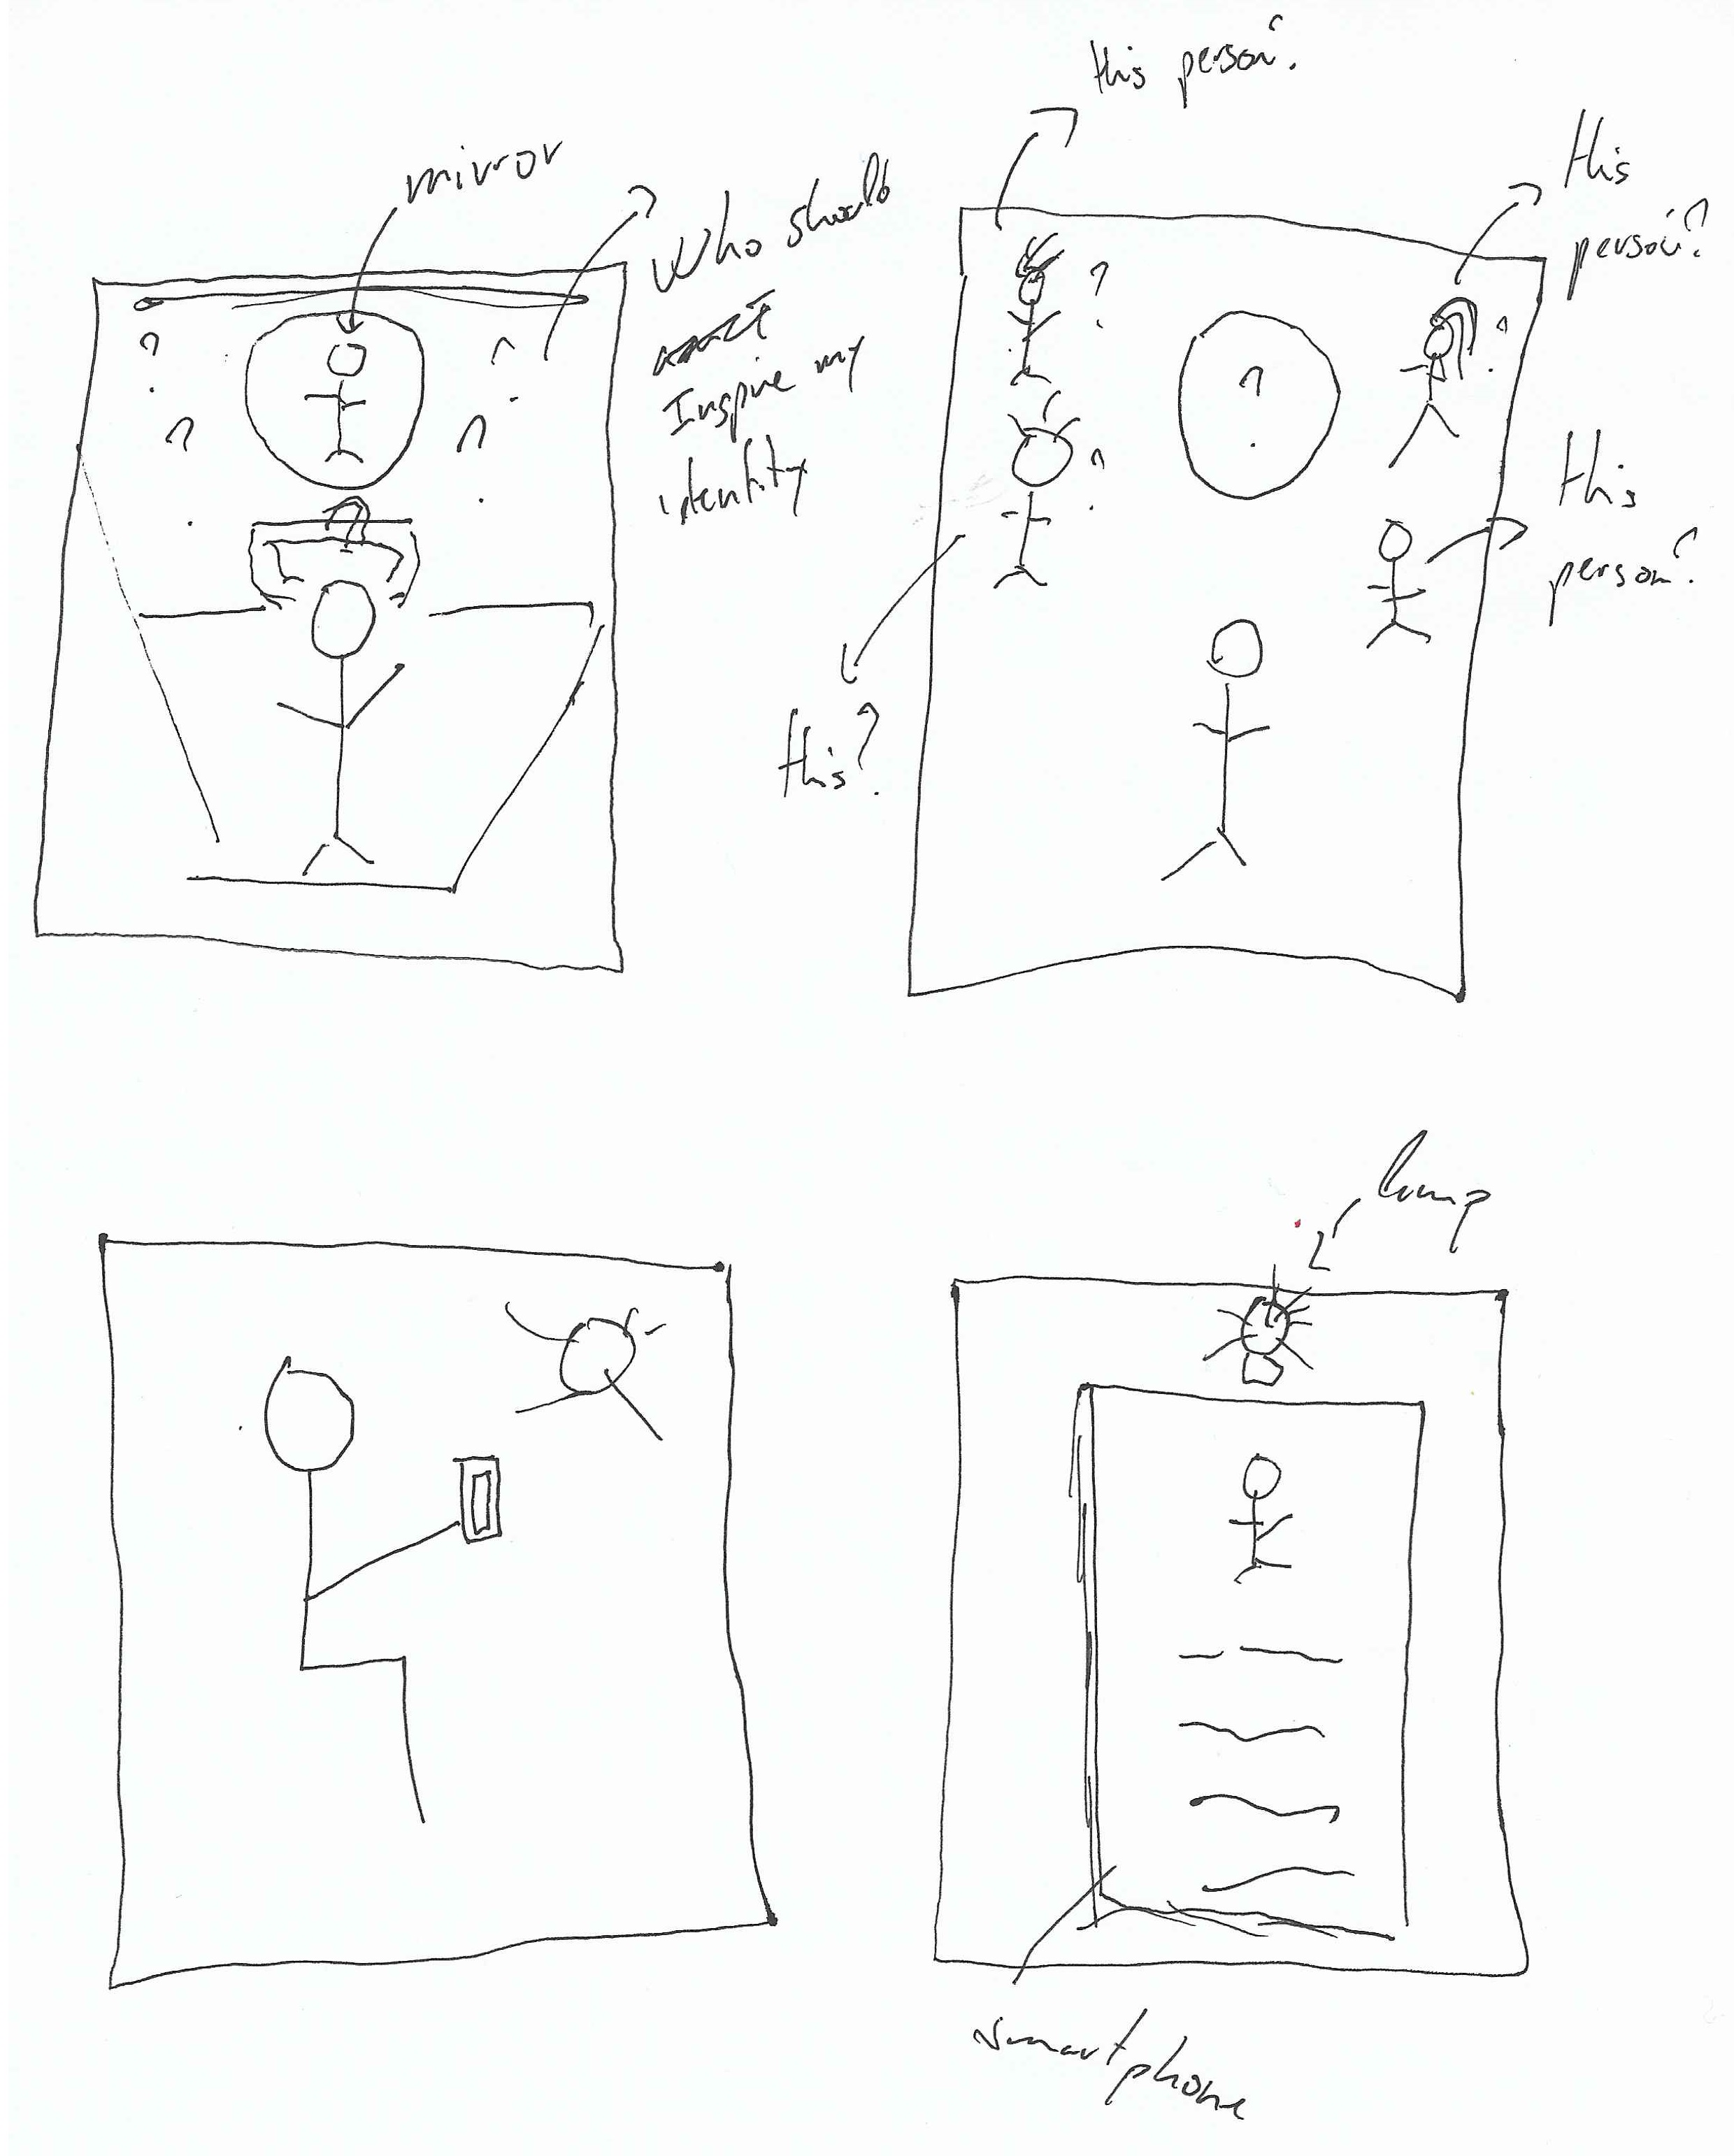 mirror
Who should
Inspire my
identity
this person?
this
person?
this
person?
this?
lamp
smartphone